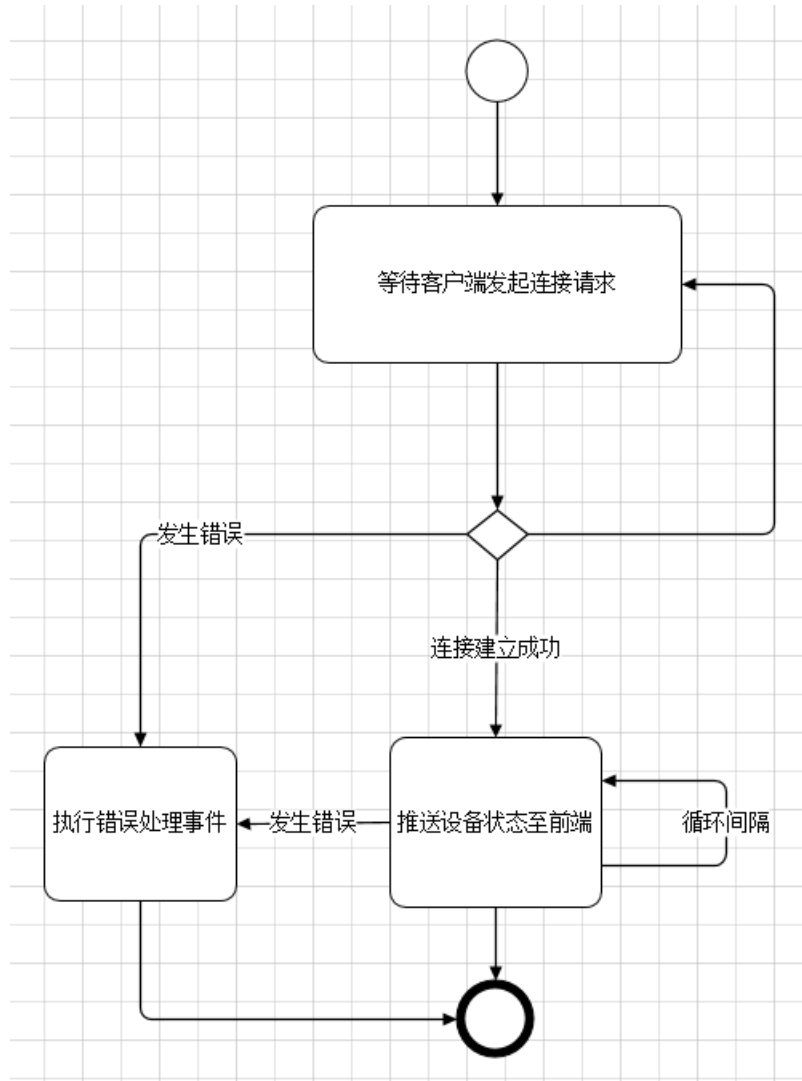 等待客户端发起连接请求
发生错误
连接建立成功
执行错误处理事件
发生错误
推送设备状态至前端
循环间隔